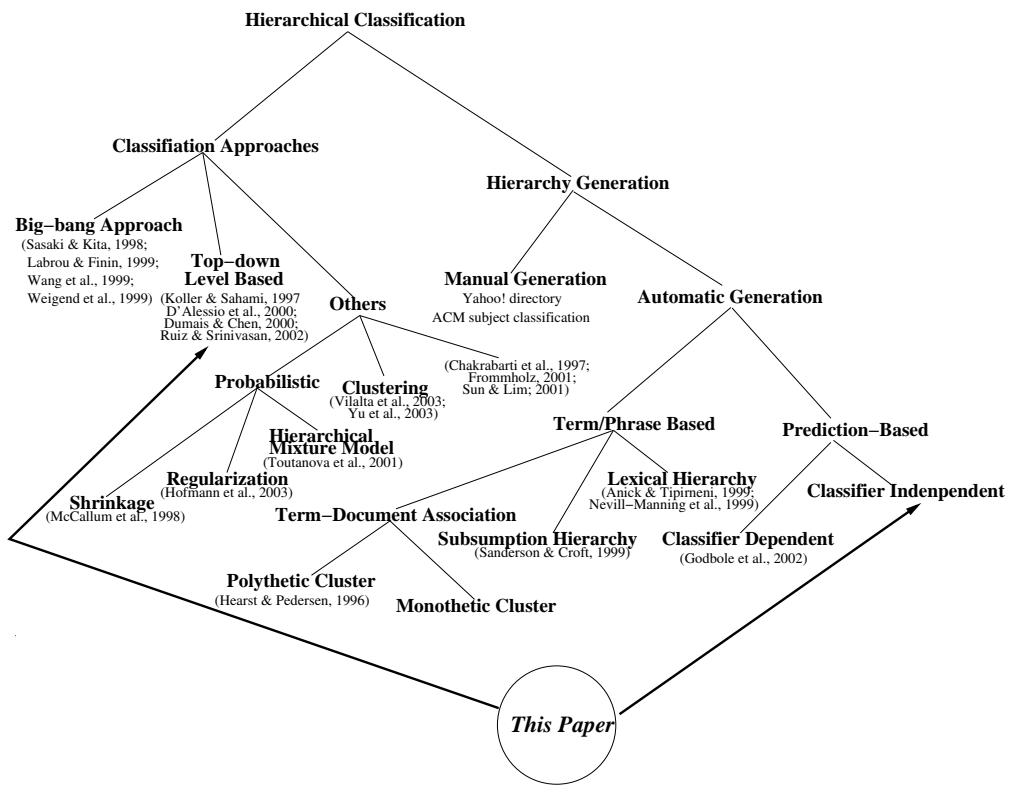 Hierarchical Classification
Classifiation Approaches
Hierarchy Generation
Big−bang Approach
(Sasaki & Kita, 1998;
Labrou & Finin, 1999;
Wang et al., 1999;
Weigend et al., 1999)
Top−down
Level Based
(Koller & Sahami, 1997
D'Alessio et al., 2000;
Dumais & Chen, 2000;
Ruiz & Srinivasan, 2002)
Others
Manual Generation
Yahoo! directory
ACM subject classification
Automatic Generation
Probabilistic
Clustering
(Vilalta et al., 2003;
Yu et al., 2003)
(Chakrabarti et al., 1997;
Frommholz, 2001;
Sun & Lim; 2001)
Hierarchical
Mixture Model
(Toutanova et al., 2001)
Regularization
(Hofmann et al., 2003)
Shrinkage
(McCallum et al., 1998)
Term/Phrase Based
Prediction−Based
Lexical Hierarchy
(Anick & Tipirneni, 1999;
Nevill−Manning et al., 1999)
Classifier Indenpendent
Term−Document Association
Subsumption Hierarchy
(Sanderson & Croft, 1999)
Classifier Dependent
(Godbole et al., 2002)
Polythetic Cluster
(Hearst & Pedersen, 1996)
Monothetic Cluster
This Paper